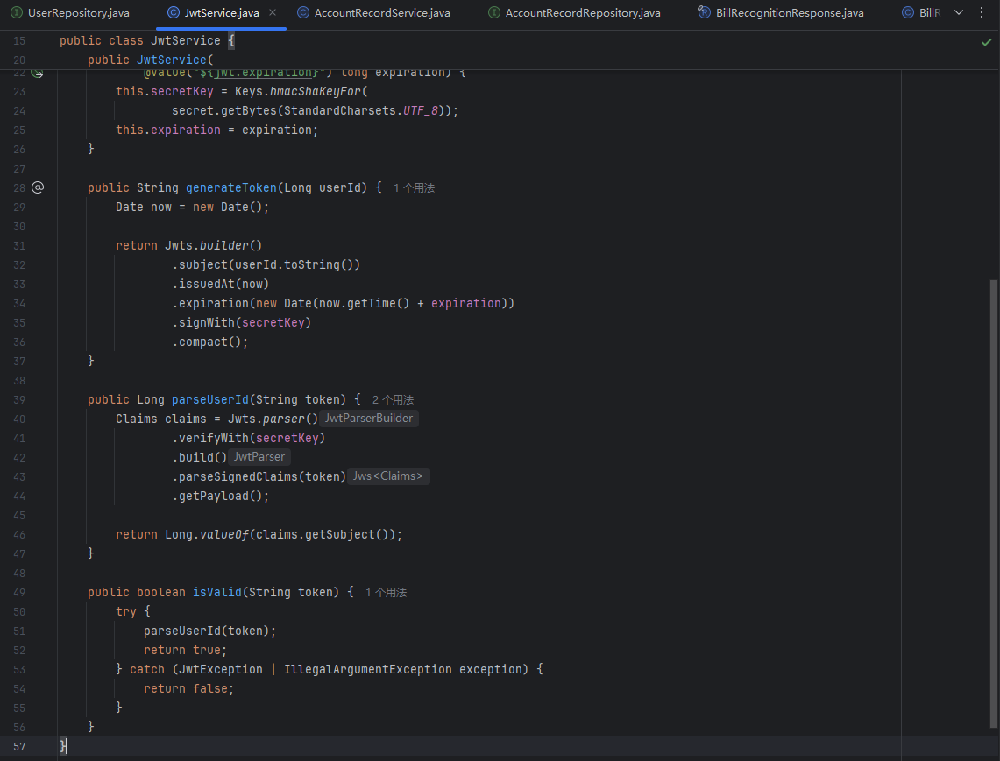 UserRepository.java JwtService.java AccountRecordService.java AccountRecordRepository.java BillRecognitionResponse.java BillR
15 public class JwtService {
20 public JwtService(
22 @Value("${jwt.expiration}") long expiration) {
23 this.secretKey = Keys.hmacShaKeyFor(
24 secret.getBytes(StandardCharsets.UTF_8));
25 this.expiration = expiration;
26 }
27
28 public String generateToken(Long userId) { 1 个用法
29 Date now = new Date();
30
31 return Jwts.builder()
32 .subject(userId.toString())
33 .issuedAt(now)
34 .expiration(new Date(now.getTime() + expiration))
35 .signWith(secretKey)
36 .compact();
37 }
38
39 public Long parseUserId(String token) { 2 个用法
40 Claims claims = Jwts.parser() JwtParserBuilder
41 .verifyWith(secretKey)
42 .build() JwtParser
43 .parseSignedClaims(token) Jws<Claims>
44 .getPayload();
45
46 return Long.valueOf(claims.getSubject());
47 }
48
49 public boolean isValid(String token) { 1 个用法
50 try {
51 parseUserId(token);
52 return true;
53 } catch (JwtException | IllegalArgumentException exception) {
54 return false;
55 }
56 }
57 }